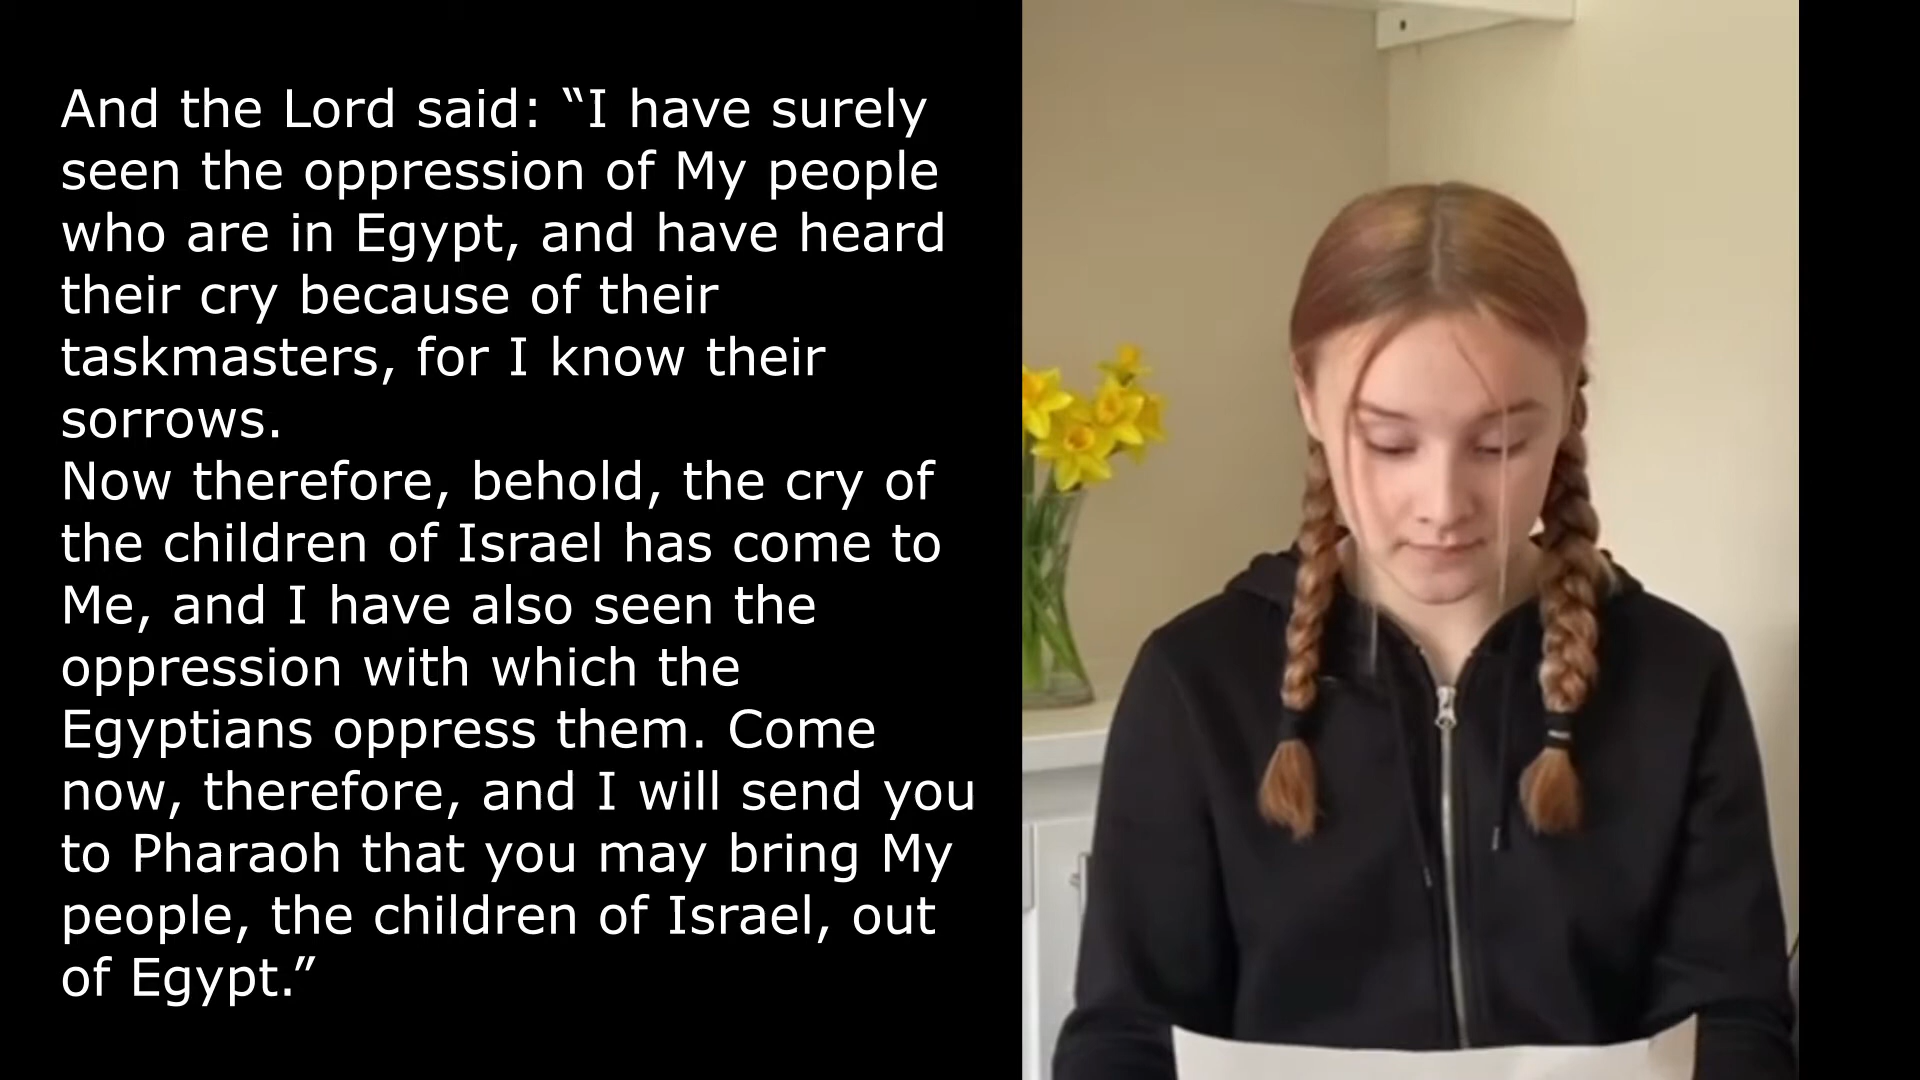 And the Lord said: “I have surely
seen the oppression of My people
who are in Egypt, and have heard
their cry because of their
taskmasters, for I know their
sorrows.
Now therefore, behold, the cry of
the children of Israel has come to
Me, and I have also seen the
oppression with which the
Egyptians oppress them. Come
now, therefore, and I will send you
to Pharaoh that you may bring My
people, the children of Israel, out
of Egypt.”